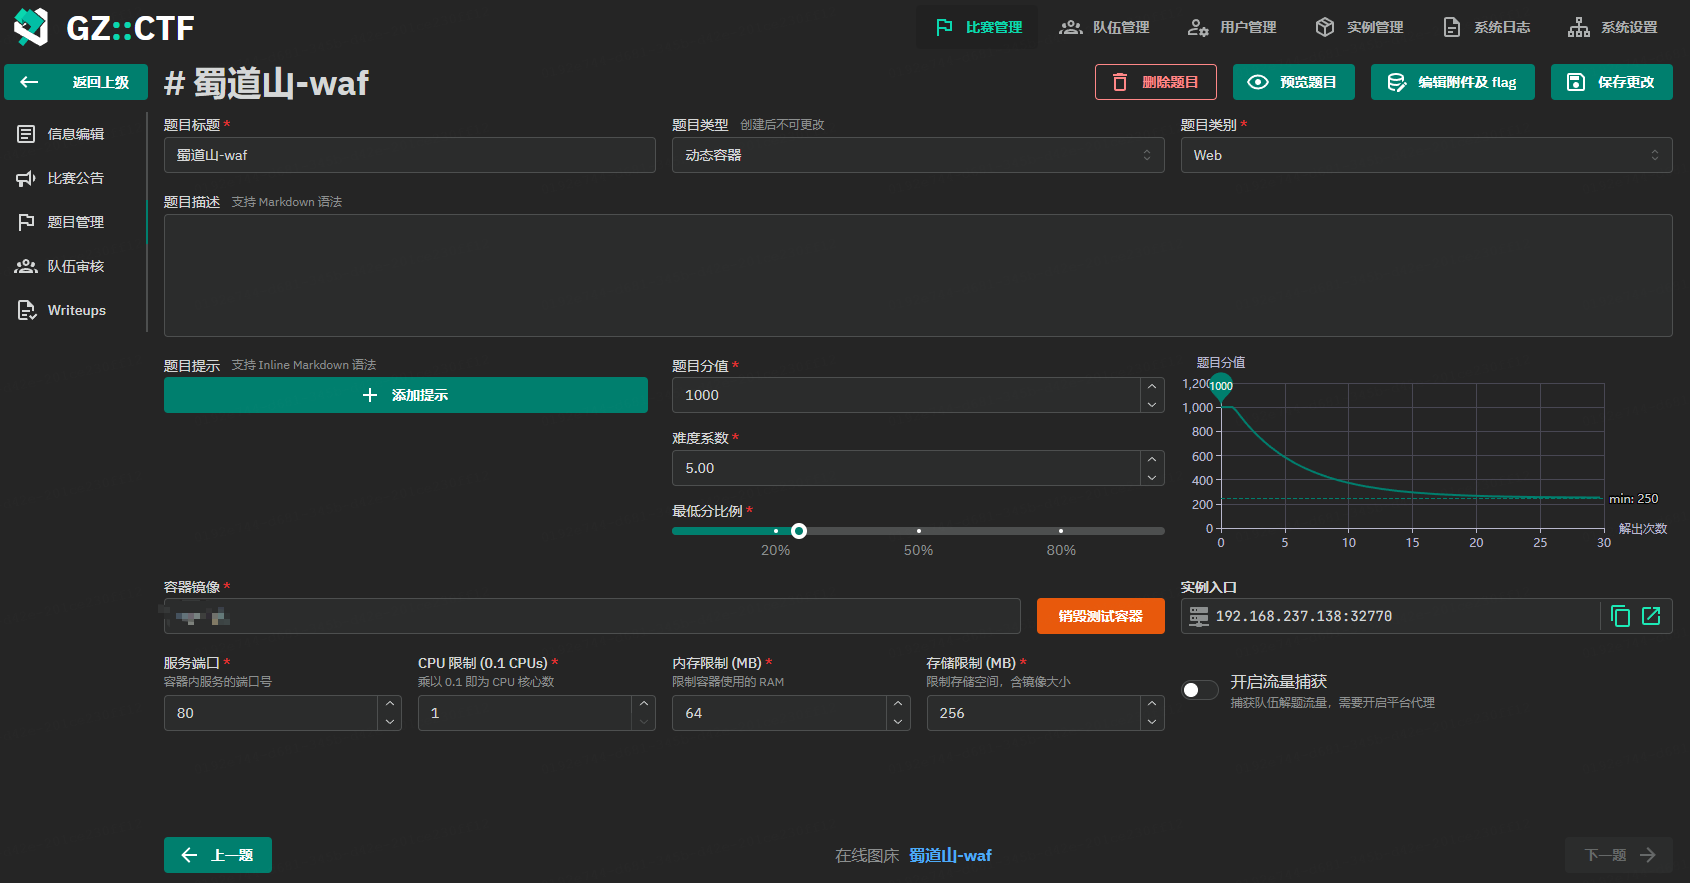 GZ::CTF
比赛管理
队伍管理
用户管理
实例管理
系统日志
系统设置
返回上级
# 蜀道山-waf
删除题目
预览题目
编辑附件及 flag
保存更改
信息编辑
比赛公告
题目管理
队伍审核
Writeups
题目标题 *
蜀道山-waf
题目类型 创建后不可更改
动态容器
题目类别 *
Web
题目描述 支持 Markdown 语法
题目提示 支持 Inline Markdown 语法
添加提示
题目分值 *
1000
难度系数 *
5.00
最低分比例 *
20% 50% 80%
题目分值
1,200
1000
1,000
800
600
400
200
0
min: 250
解出次数
0 5 10 15 20 25 30
容器镜像 *
销毁测试容器
实例入口
192.168.237.138:32770
服务端口 *
容器内服务的端口号
80
CPU 限制 (0.1 CPUs) *
乘以 0.1 即为 CPU 核心数
1
内存限制 (MB) *
限制容器使用的 RAM
64
存储限制 (MB) *
限制存储空间，含镜像大小
256
开启流量捕获
捕获队伍解题流量，需要开启平台代理
上一题
在线图床 蜀道山-waf
下一题